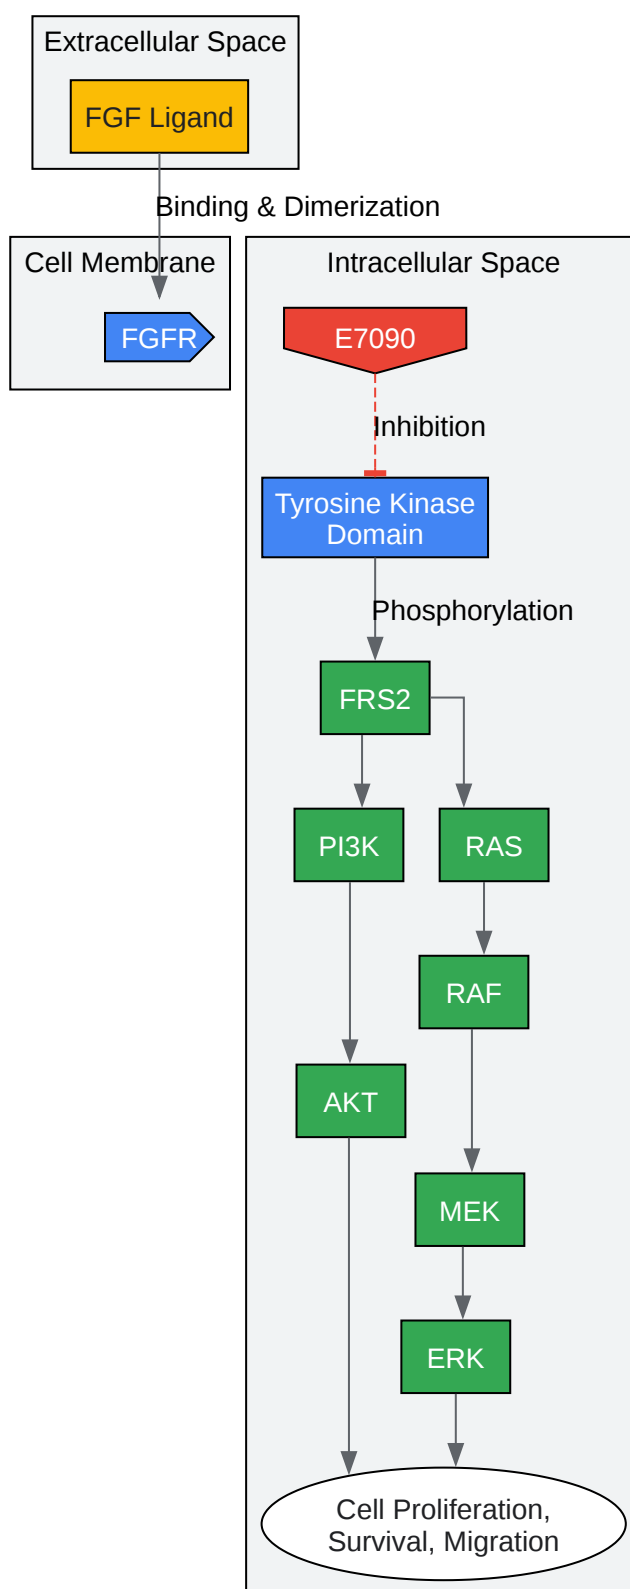 Extracellular Space
FGF Ligand
Binding & Dimerization
Cell Membrane
FGFR
Intracellular Space
E7090
Inhibition
Tyrosine Kinase
Domain
Phosphorylation
FRS2
PI3K
RAS
RAF
AKT
MEK
ERK
Cell Proliferation,
Survival, Migration